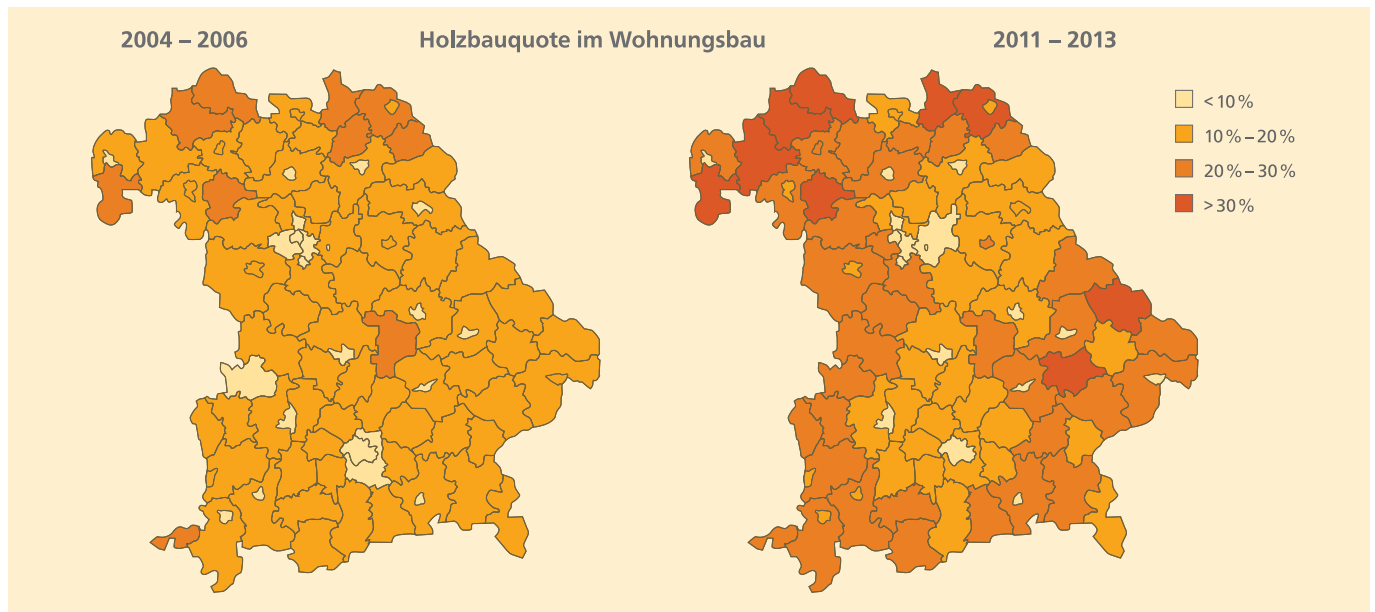 2004 – 2006
Holzbauquote im Wohnungsbau
2011 – 2013
< 10 %
10 % – 20 %
20 % – 30 %
> 30 %